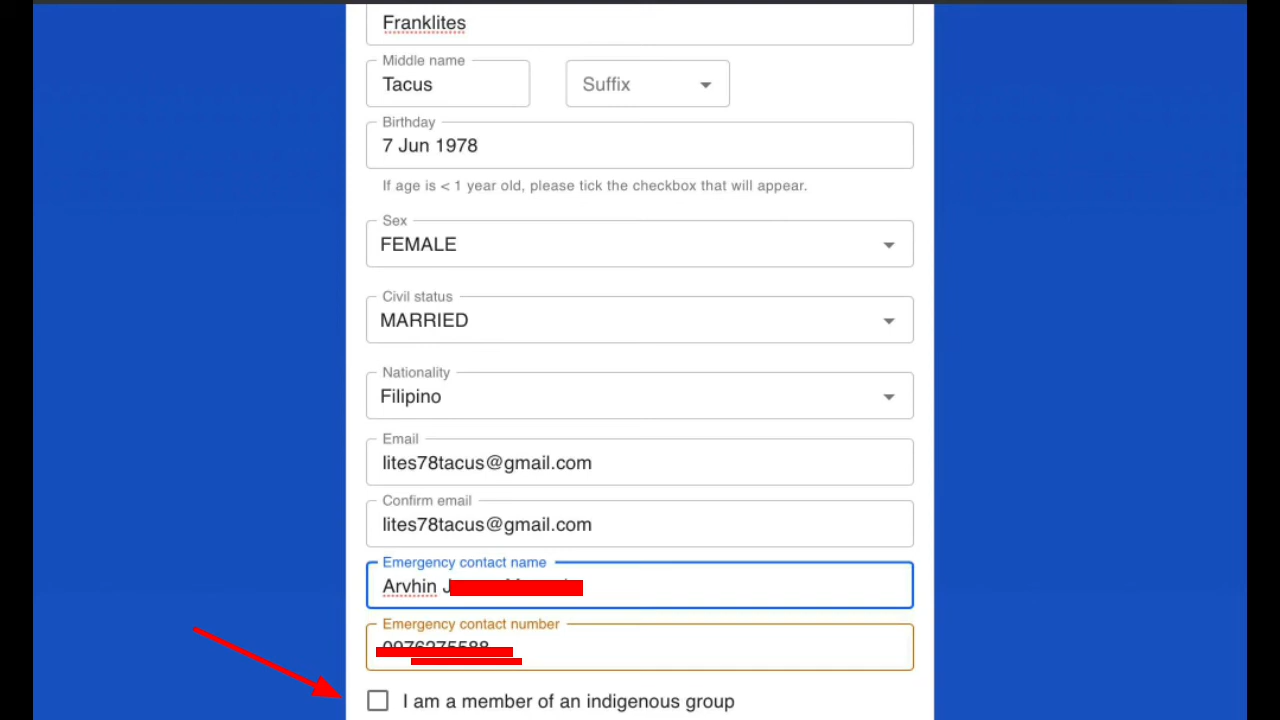 Franklites
Middle name
Tacus
Suffix
Birthday
7 Jun 1978
If age is < 1 year old, please tick the checkbox that will appear.
Sex
FEMALE
Civil status
MARRIED
Nationality
Filipino
Email
lites78tacus@gmail.com
Confirm email
lites78tacus@gmail.com
Emergency contact name
Arvhin
Emergency contact number
I am a member of an indigenous group